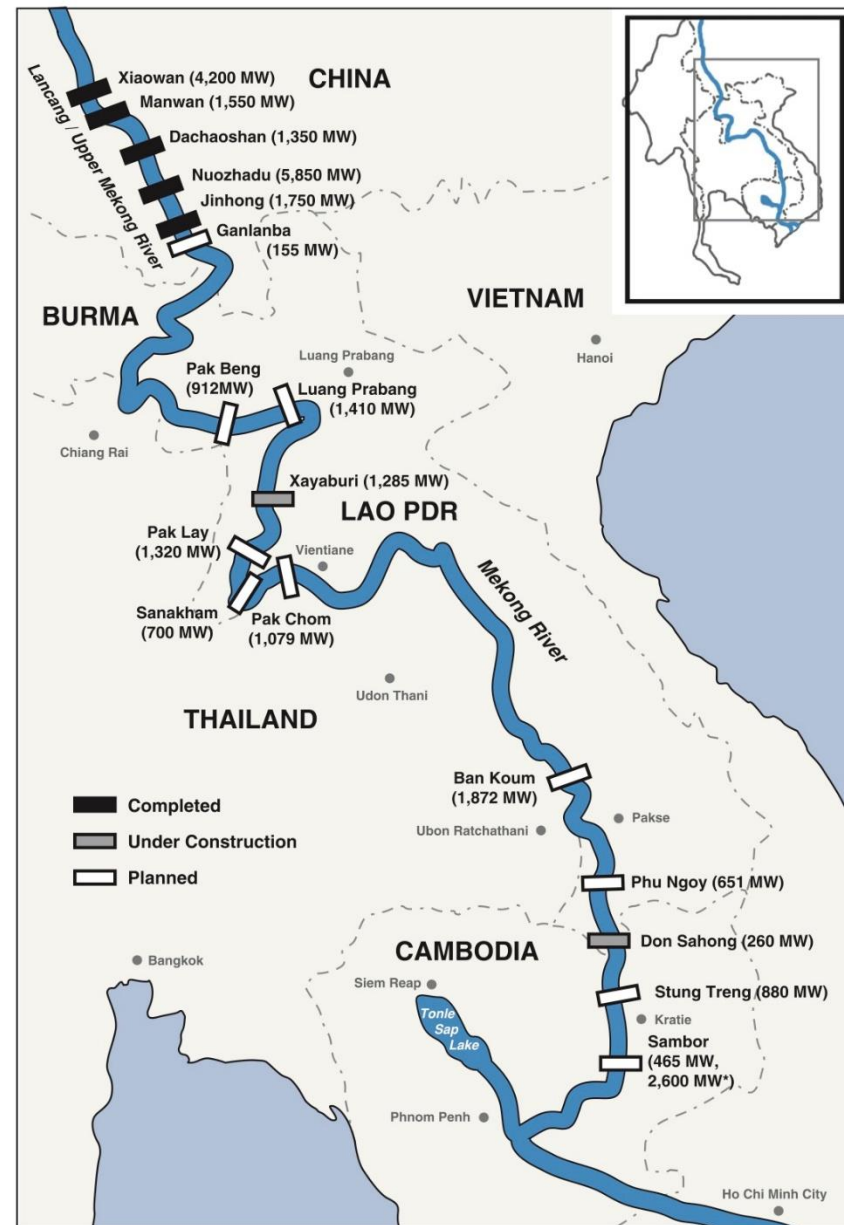 Xiaowan (4,200 MW)
CHINA
Manwan (1,550 MW)
Lancang / Upper Mekong River
Dachaoshan (1,350 MW)
Nuozhadu (5,850 MW)
Jinhong (1,750 MW)
Ganlanba
(155 MW)
BURMA
VIETNAM
Hanoi
Luang Prabang
Pak Beng
(912MW)
Luang Prabang
(1,410 MW)
Chiang Rai
Xayaburi (1,285 MW)
LAO PDR
Pak Lay
(1,320 MW)
Vientiane
Mekong River
Sanakham
(700 MW)
Pak Chom
(1,079 MW)
Udon Thani
THAILAND
Ban Koum
(1,872 MW)
Completed
Under Construction
Planned
Ubon Ratchathani
Pakse
Phu Ngoy (651 MW)
CAMBODIA
Don Sahong (260 MW)
Bangkok
Siem Reap
Stung Treng (880 MW)
Tonle
Sap
Lake
Kratie
Sambor
(465 MW,
2,600 MW*)
Phnom Penh
Ho Chi Minh City